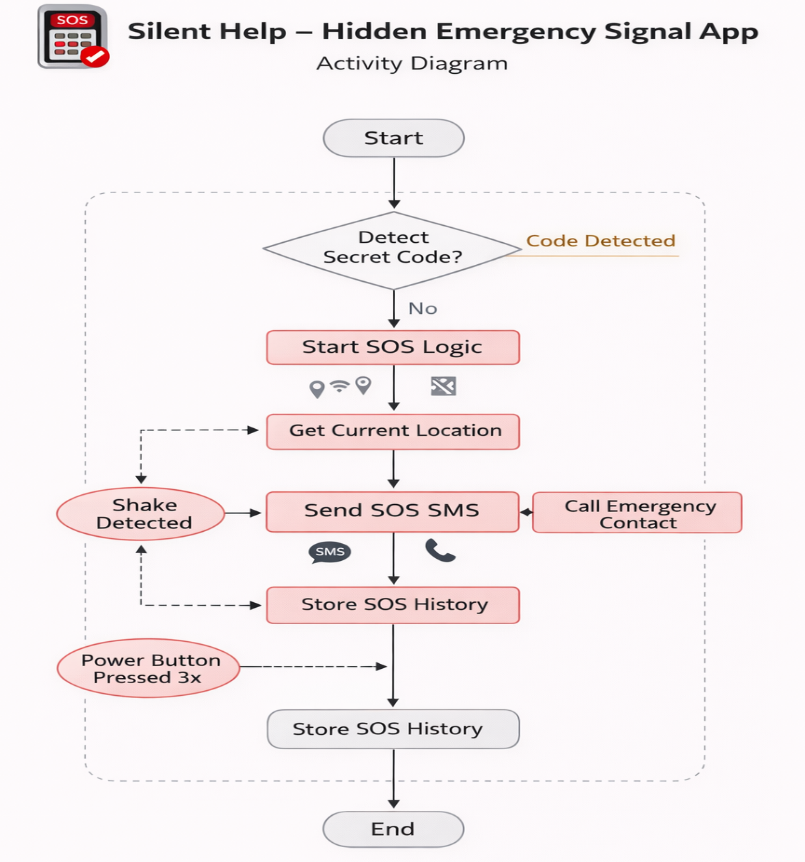 SOS
Silent Help – Hidden Emergency Signal App
Activity Diagram
Start
Detect
Secret Code?
Code Detected
No
Start SOS Logic
Get Current Location
Shake
Detected
Send SOS SMS
Call Emergency
Contact
SMS
Store SOS History
Power Button
Pressed 3x
Store SOS History
End